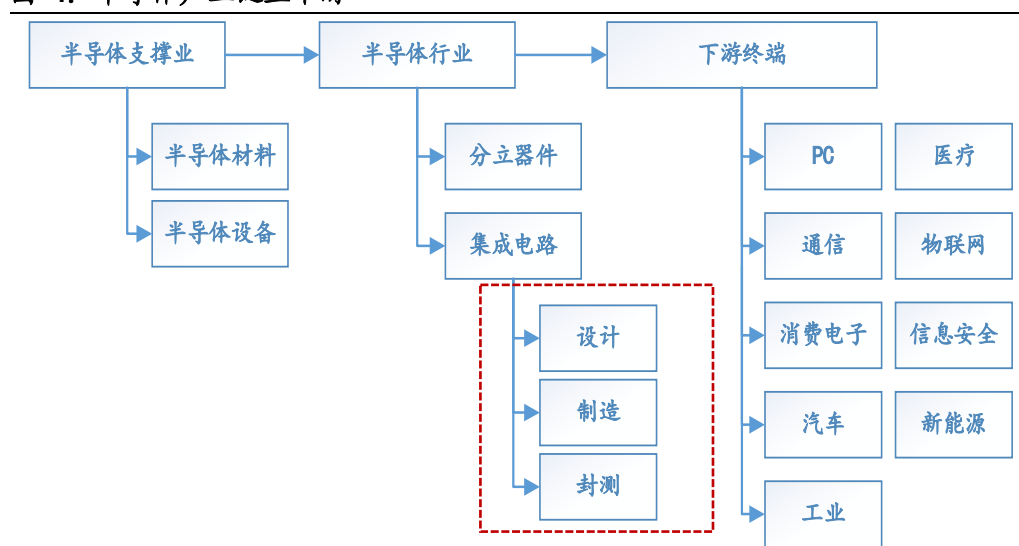 半导体支撑业
半导体行业
下游终端
半导体材料
分立器件
PC
医疗
半导体设备
集成电路
通信
物联网
设计
消费电子
信息安全
制造
汽车
新能源
封测
工业